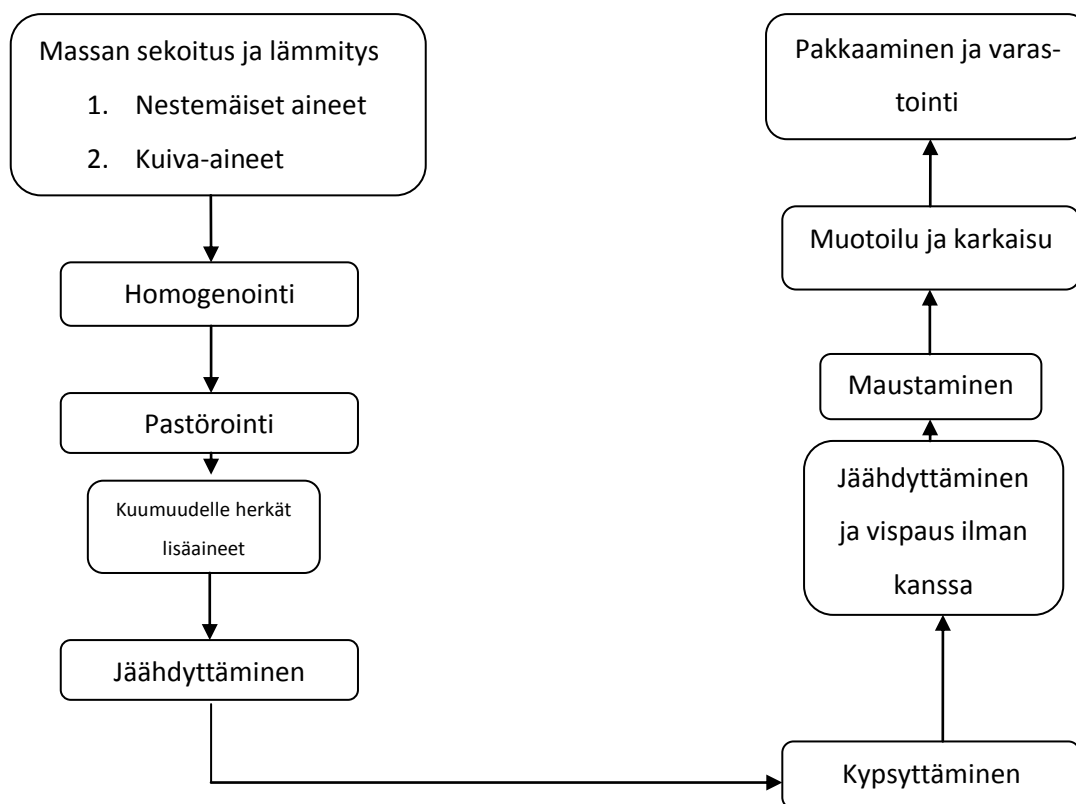 Massan sekoitus ja lämmitys
1. Nestemäiset aineet
2. Kuiva-aineet
Homogenointi
Pastörointi
Kuumuudelle herkät
lisäaineet
Jäähdyttäminen
Kypsyttäminen
Jäähdyttäminen
ja vispaus ilman
kanssa
Maustaminen
Muotoilu ja karkaisu
Pakkaaminen ja varas-
tointi